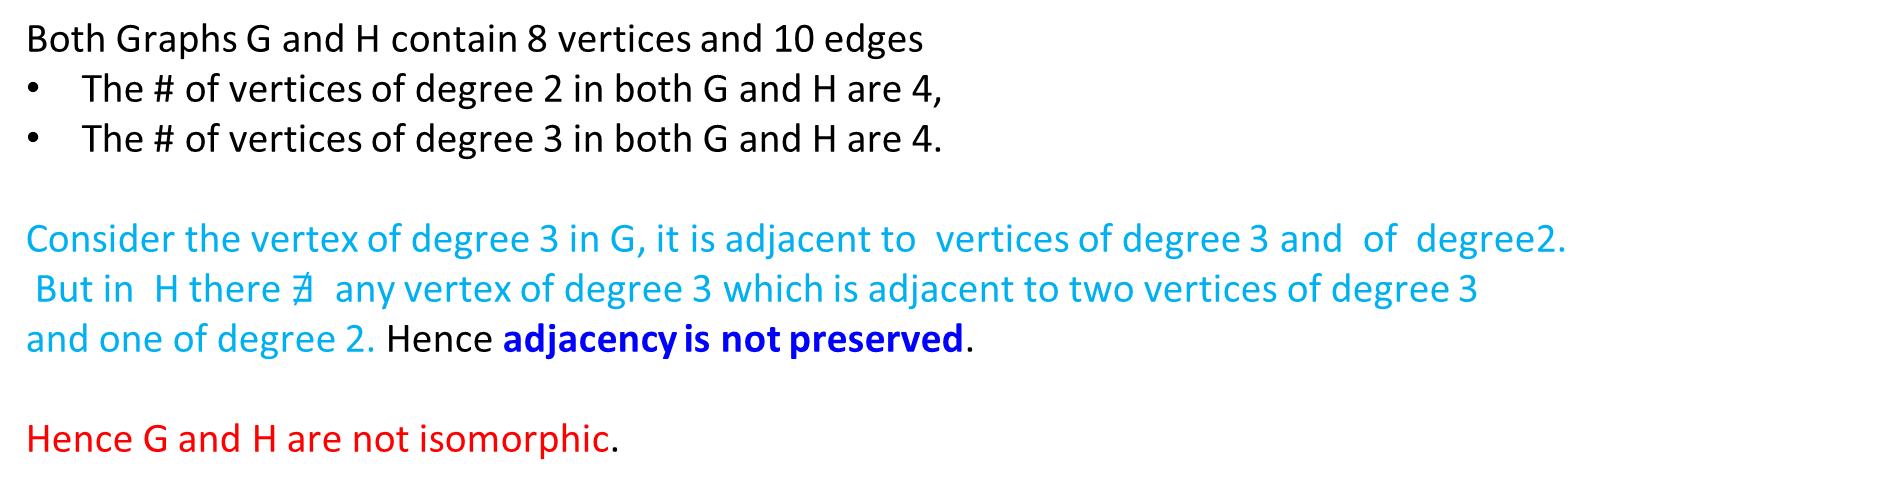 Both Graphs G and H contain 8 vertices and 10 edges
• The # of vertices of degree 2 in both G and H are 4,
• The # of vertices of degree 3 in both G and H are 4.
Consider the vertex of degree 3 in G, it is adjacent to vertices of degree 3 and of degree2.
But in H there ∄ any vertex of degree 3 which is adjacent to two vertices of degree 3
and one of degree 2. Hence adjacency is not preserved.
Hence G and H are not isomorphic.